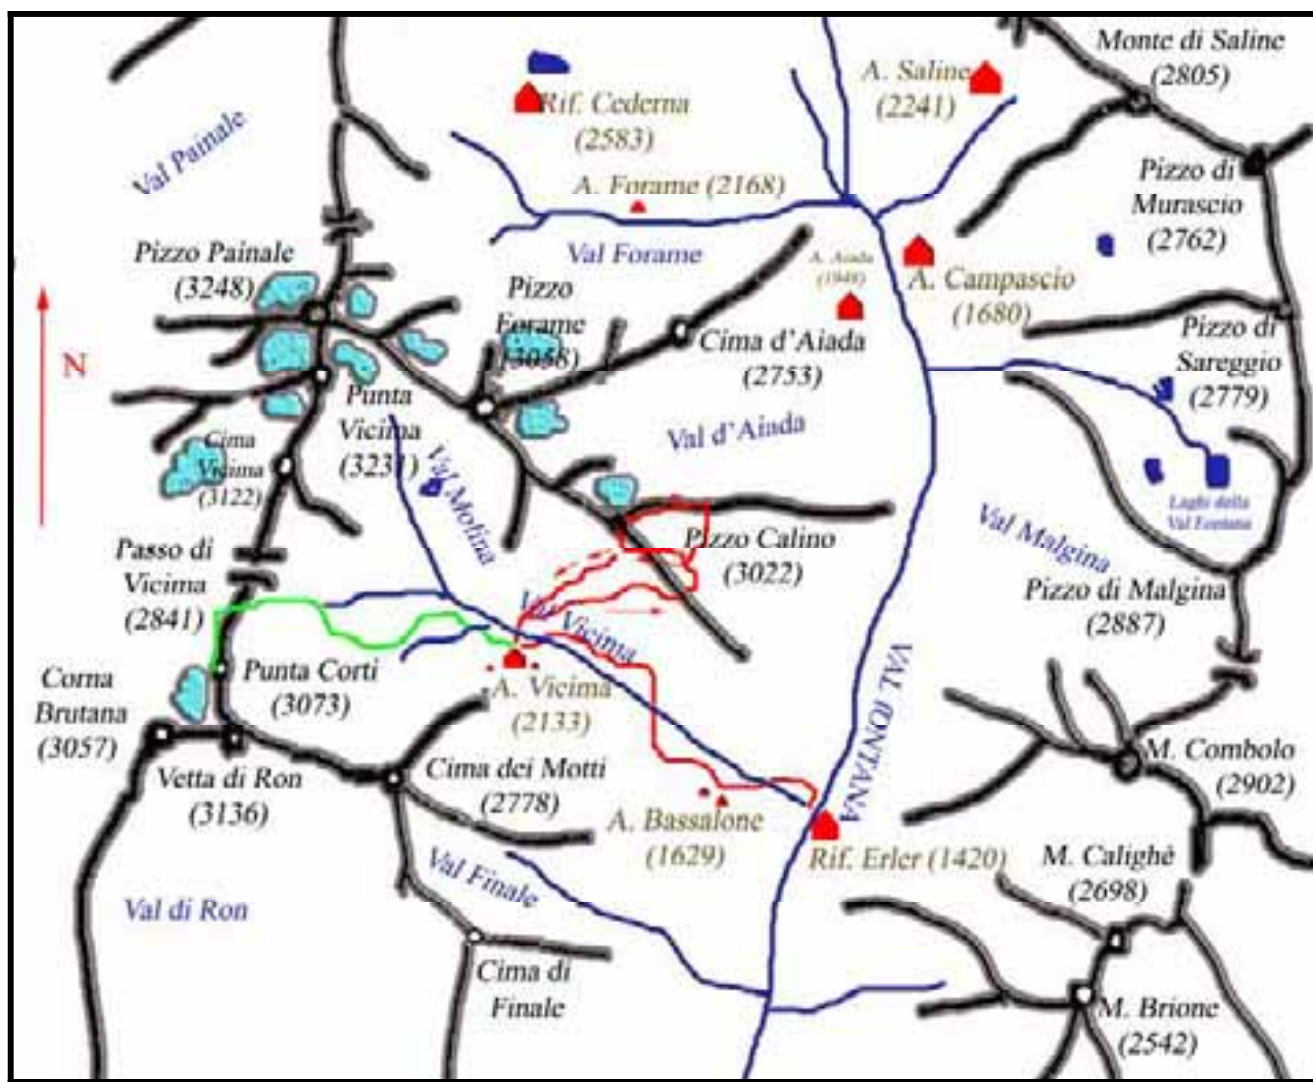 Monte di Saline
(2805)
A. Saline
(2241)
Rif. Cederna
(2583)
Val Painale
A. Forame (2168)
Pizzo di
Murascio
(2762)
Pizzo Painale
(3248)
Val Forame
A. Aiada
(1948)
A. Campascio
(1680)
Pizzo
Forame
(3058)
N
Cima d'Aiada
(2753)
Pizzo di
Sareggio
(2779)
Punta
Vicima
(3231)
Val d'Aiada
Cima
Vicima
(3122)
Val Molina
Laghi della
Val Fontana
Val Malgina
Passo di
Vicima
(2841)
Pizzo Calino
(3022)
Pizzo di Malgina
(2887)
Val Vicima
Punta Corti
(3073)
Corna
Brutana
(3057)
A. Vicima
(2133)
VAL fONTANA
M. Combolo
(2902)
Vetta di Ron
(3136)
Cima dei Motti
(2778)
A. Bassalone
(1629)
Rif. Erler (1420)
M. Calighè
(2698)
Val Finale
Val di Ron
Cima di
Finale
M. Brione
(2542)